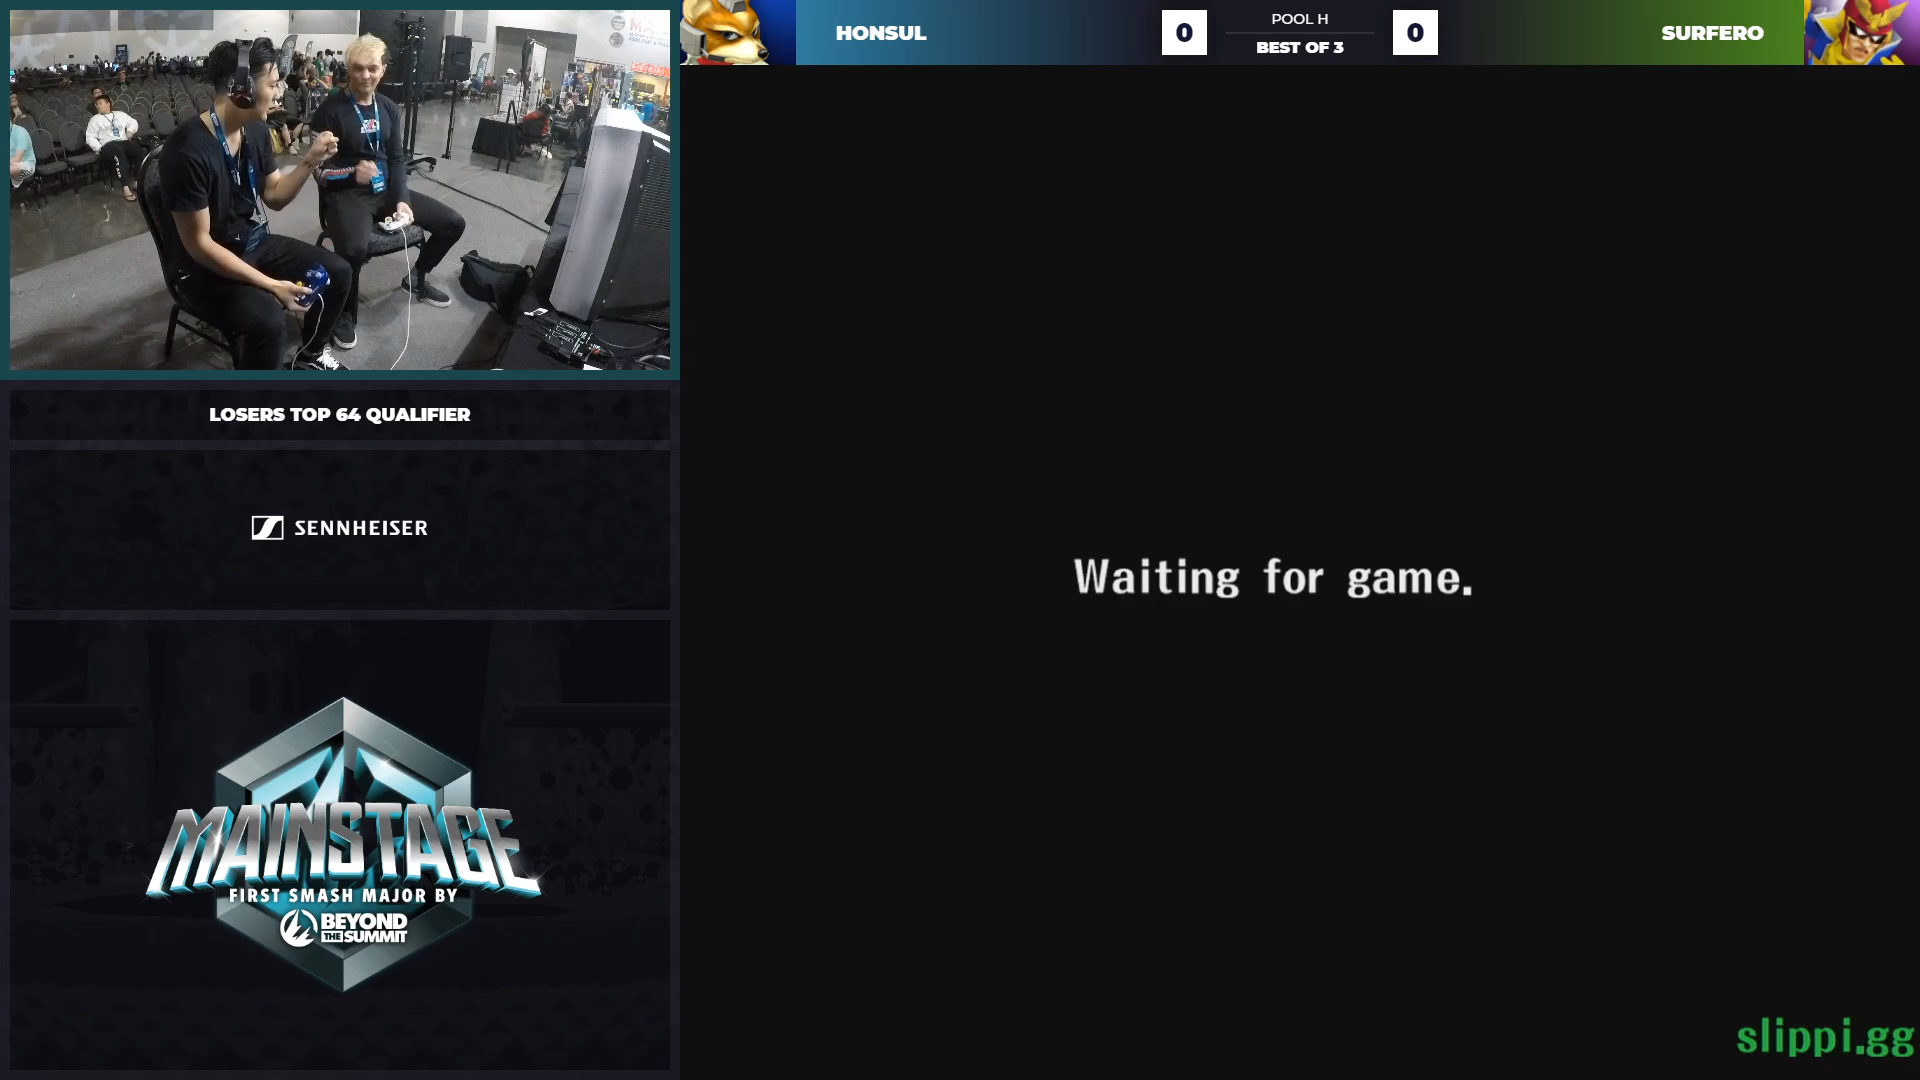 HONSUL
0
POOL H
BEST OF 3
0
SURFERO
LOSERS TOP 64 QUALIFIER
SENNHEISER
MAINSTAGE
FIRST SMASH MAJOR BY
BEYOND
THE SUMMIT
Waiting for game.
slippi.gg